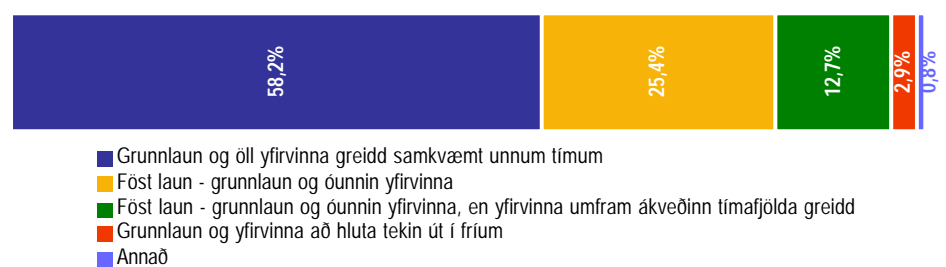 58,2%
25,4%
12,7%
2,9%
0,8%
Grunnlaun og öll yfirvinna greidd samkvæmt unnum tímum
Föst laun - grunnlaun og óunnin yfirvinna
Föst laun - grunnlaun og óunnin yfirvinna, en yfirvinna umfram ákveðinn tímafjölda greidd
Grunnlaun og yfirvinna að hluta tekin út í fríum
Annað